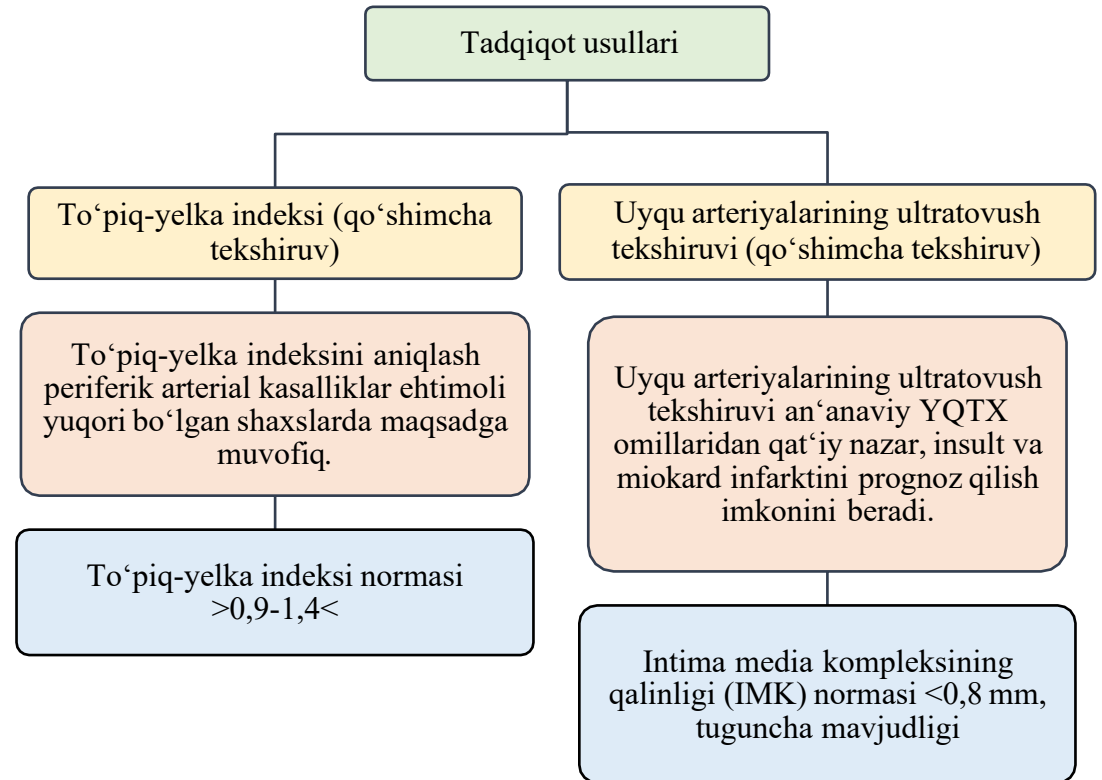 Tadqiqot usullari
To‘piq-yelka indeksi (qo‘shimcha
tekshiruv)
To‘piq-yelka indeksini aniqlash
periferik arterial kasalliklar ehtimoli
yuqori bo‘lgan shaxslarda maqsadga
muvofiq.
To‘piq-yelka indeksi normasi
>0,9-1,4<
Uyqu arteriyalarining ultratovush
tekshiruvi (qo‘shimcha tekshiruv)
Uyqu arteriyalarining ultratovush
tekshiruvi an‘anaviy YQTX
omillaridan qat‘iy nazar, insult va
miokard infarktini prognoz qilish
imkonini beradi.
Intima media kompleksining
qalinligi (IMK) normasi <0,8 mm,
tuguncha mavjudligi